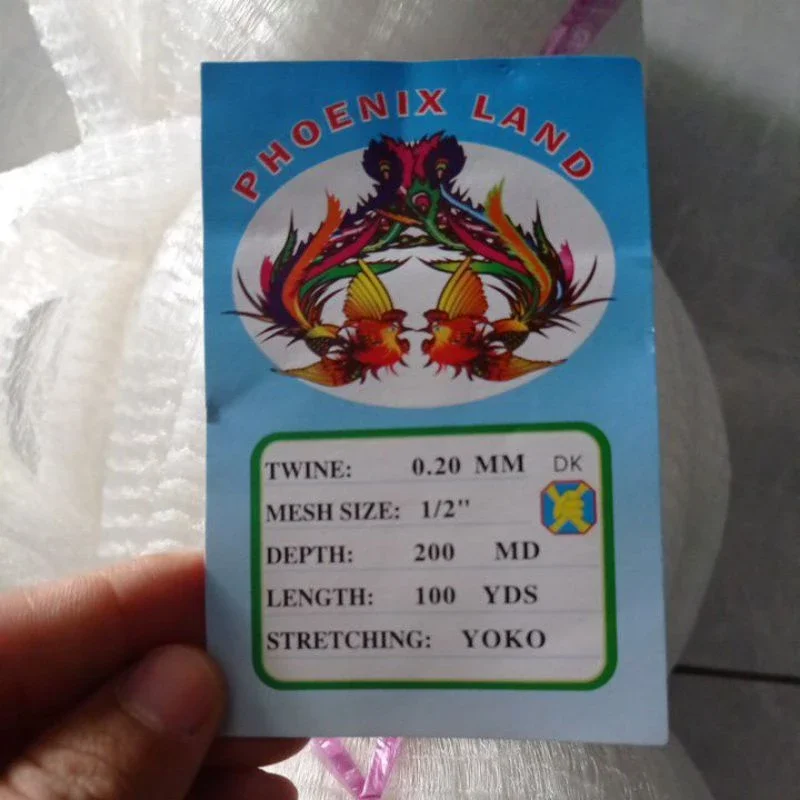 PHOENIX LAND
TWINE: 0.20 MM DK
MESH SIZE: 1/2"
DEPTH: 200 MD
LENGTH: 100 YDS
STRETCHING: YOKO